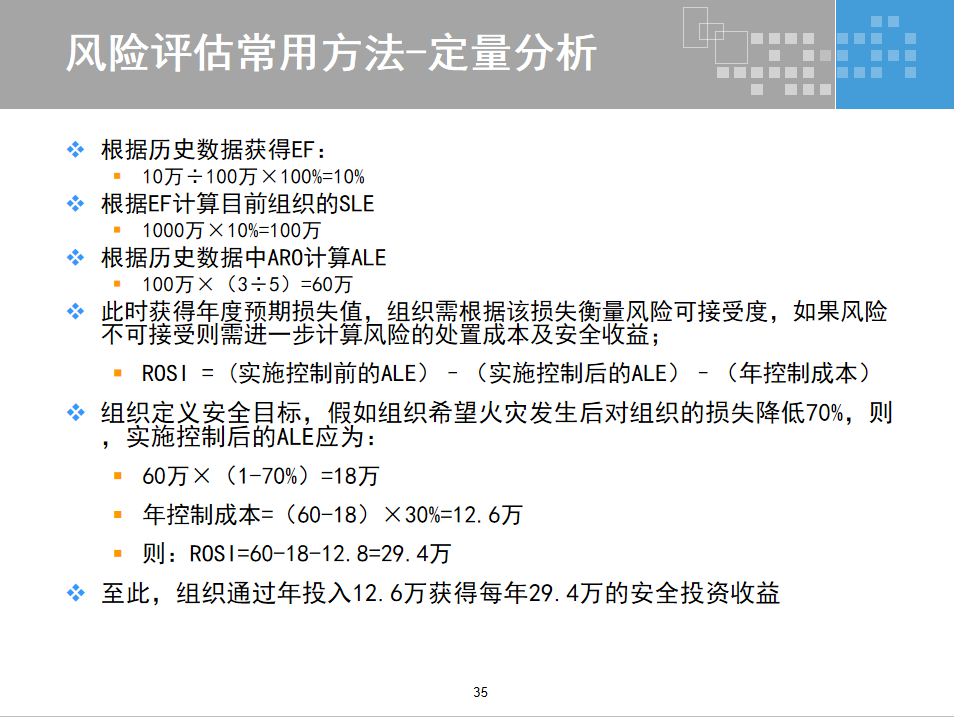 风险评估常用方法-定量分析
根据历史数据获得EF：
10万÷100万×100%=10%
根据EF计算目前组织的SLE
1000万×10%=100万
根据历史数据中ARO计算ALE
100万×（3÷5）=60万
此时获得年度预期损失值，组织需根据该损失衡量风险可接受度，如果风险
不可接受则需进一步计算风险的处置成本及安全收益；
ROSI =（实施控制前的ALE）–（实施控制后的ALE）–（年控制成本）
组织定义安全目标，假如组织希望火灾发生后对组织的损失降低70%，则
，实施控制后的ALE应为：
60万×（1-70%）=18万
年控制成本=（60-18）×30%=12.6万
则：ROSI=60-18-12.8=29.4万
至此，组织通过年投入12.6万获得每年29.4万的安全投资收益
35